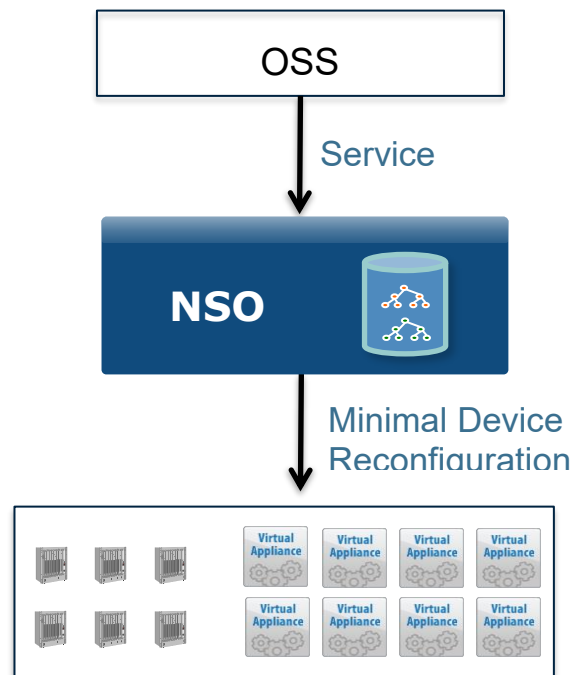 OSS
Service
NSO
Minimal Device
Reconfiguration
Virtual Appliance
Virtual Appliance
Virtual Appliance
Virtual Appliance
Virtual Appliance
Virtual Appliance
Virtual Appliance
Virtual Appliance